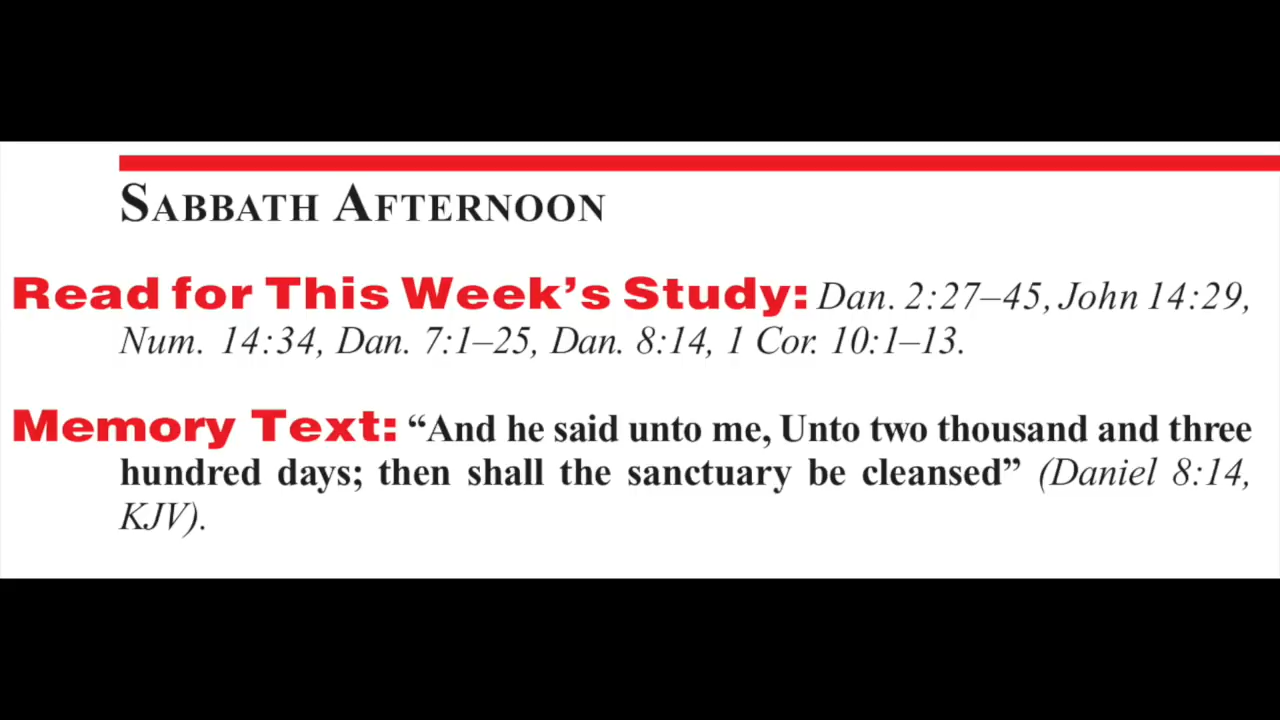 SABBATH AFTERNOON
Read for This Week’s Study: Dan. 2:27–45, John 14:29,
Num. 14:34, Dan. 7:1–25, Dan. 8:14, 1 Cor. 10:1–13.
Memory Text: “And he said unto me, Unto two thousand and three
hundred days; then shall the sanctuary be cleansed” (Daniel 8:14,
KJV).